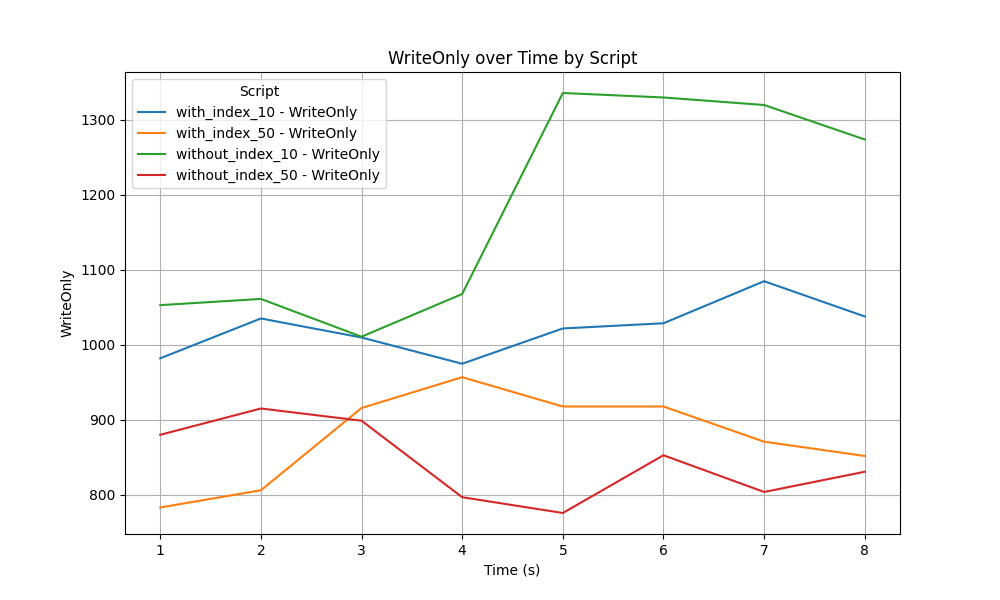 WriteOnly over Time by Script
Script
with_index_10 - WriteOnly
with_index_50 - WriteOnly
without_index_10 - WriteOnly
without_index_50 - WriteOnly
1300
1200
1100
1000
900
800
WriteOnly
1 2 3 4 5 6 7 8
Time (s)